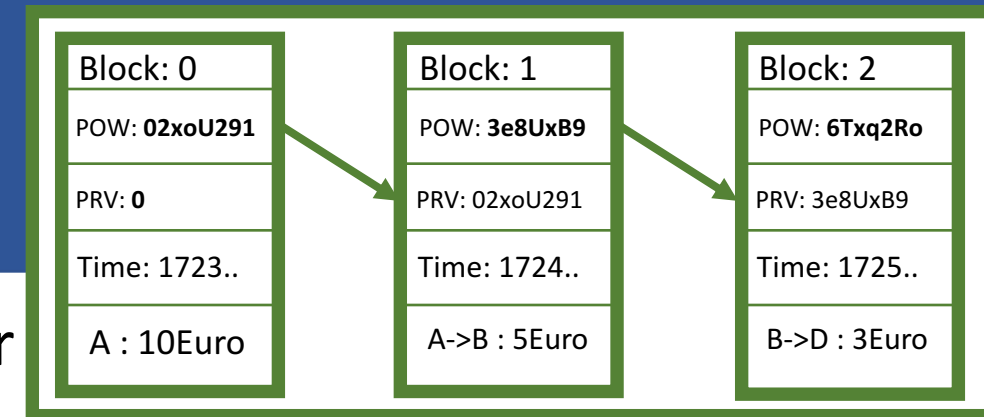 Block: 0
POW: 02xoU291
PRV: 0
Time: 1723..
A : 10Euro
Block: 1
POW: 3e8UxB9
PRV: 02xoU291
Time: 1724..
A->B : 5Euro
Block: 2
POW: 6Txq2Ro
PRV: 3e8UxB9
Time: 1725..
B->D : 3Euro
r